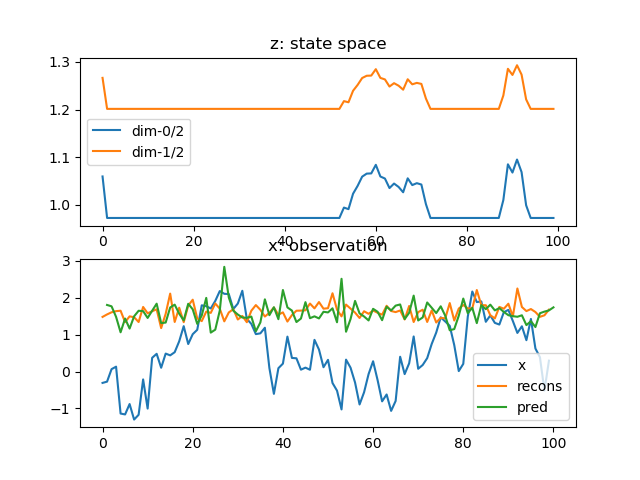 z: state space
1.3
1.2
1.1
1.0
dim-0/2
dim-1/2
0 20 40 60 80 100
x: observation
3
2
1
0
−1
x
recons
pred
0 20 40 60 80 100